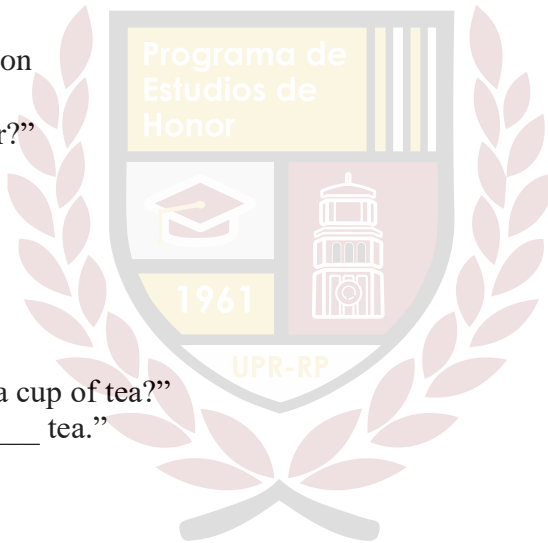 on
Programa de
Estudios de
Honor
r?”
1961
UPR-RP
a cup of tea?”
___ tea.”